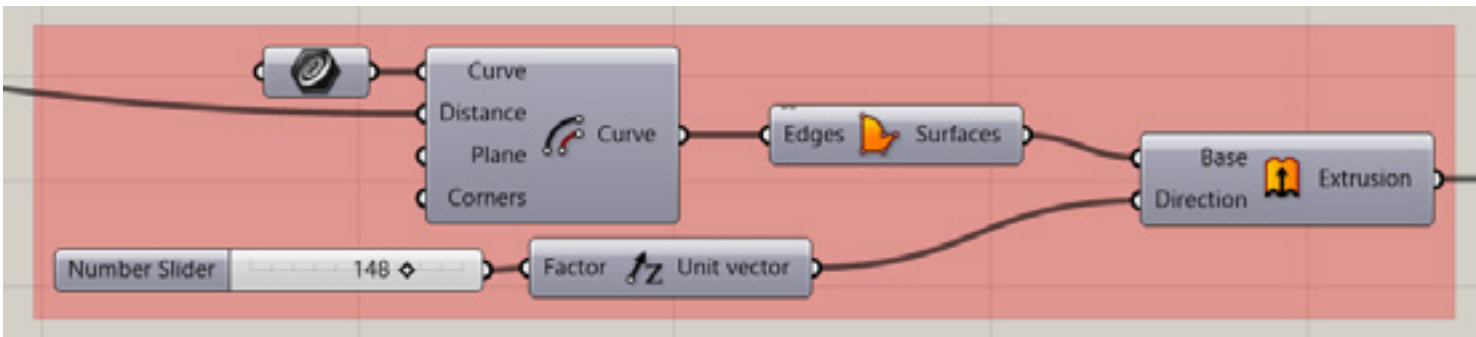 Curve
Distance
Plane
Corners
Curve
Edges Surfaces
Base
Direction
Extrusion
Number Slider 148
Factor Z Unit vector